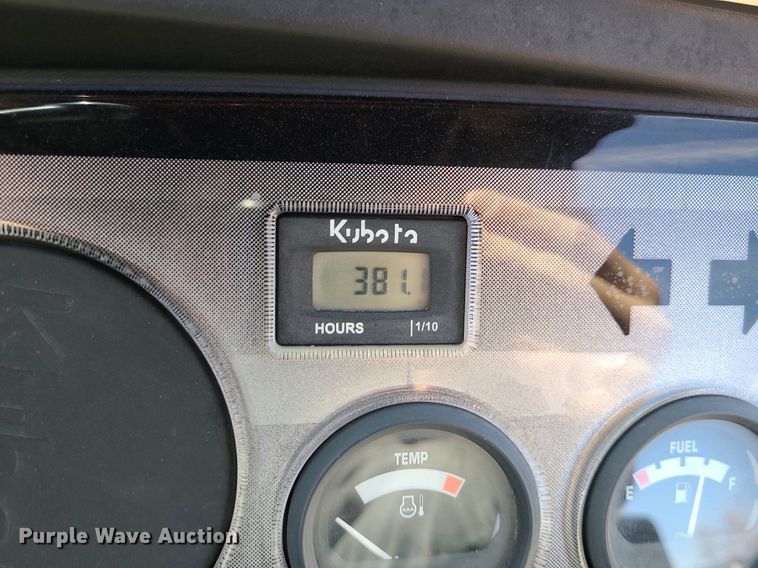 Kubota
381.
HOURS 1/10
TEMP
FUEL
E F
Purple Wave Auction